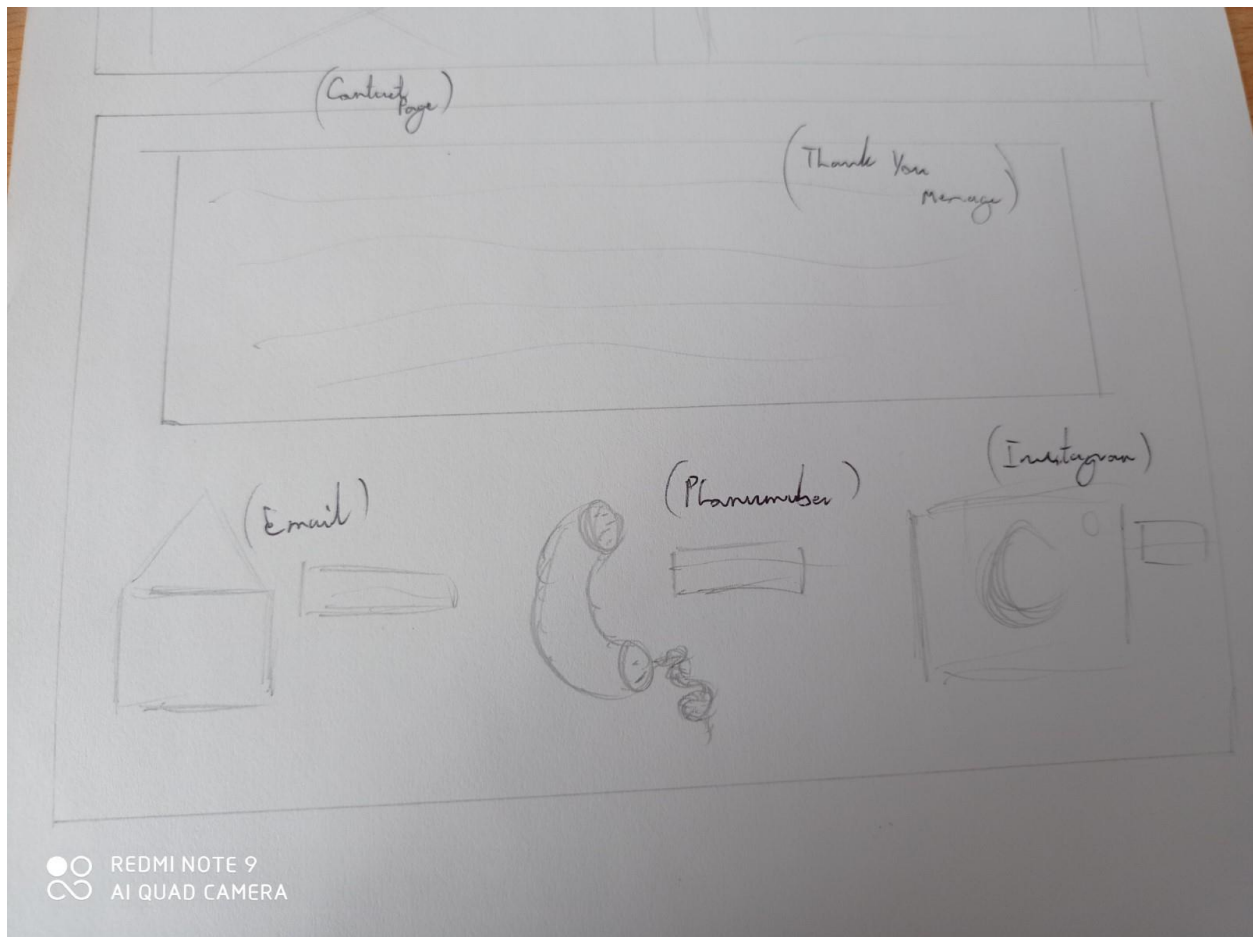 (Contact
Page)
(Thank You
Message)
(Email)
(Phonenumber)
(Instagram)
REDMI NOTE 9
AI QUAD CAMERA